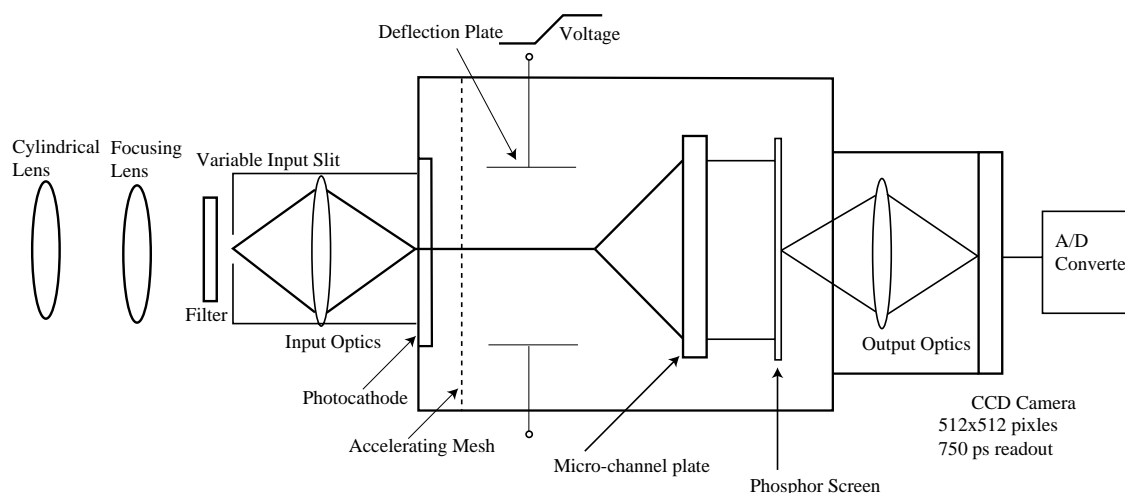 Deflection Plate
Voltage
Cylindrical
Lens
Focusing
Lens
Variable Input Slit
Filter
Input Optics
Photocathode
Accelerating Mesh
Micro-channel plate
Phosphor Screen
Output Optics
A/D
Converte
CCD Camera
512x512 pixles
750 ps readout